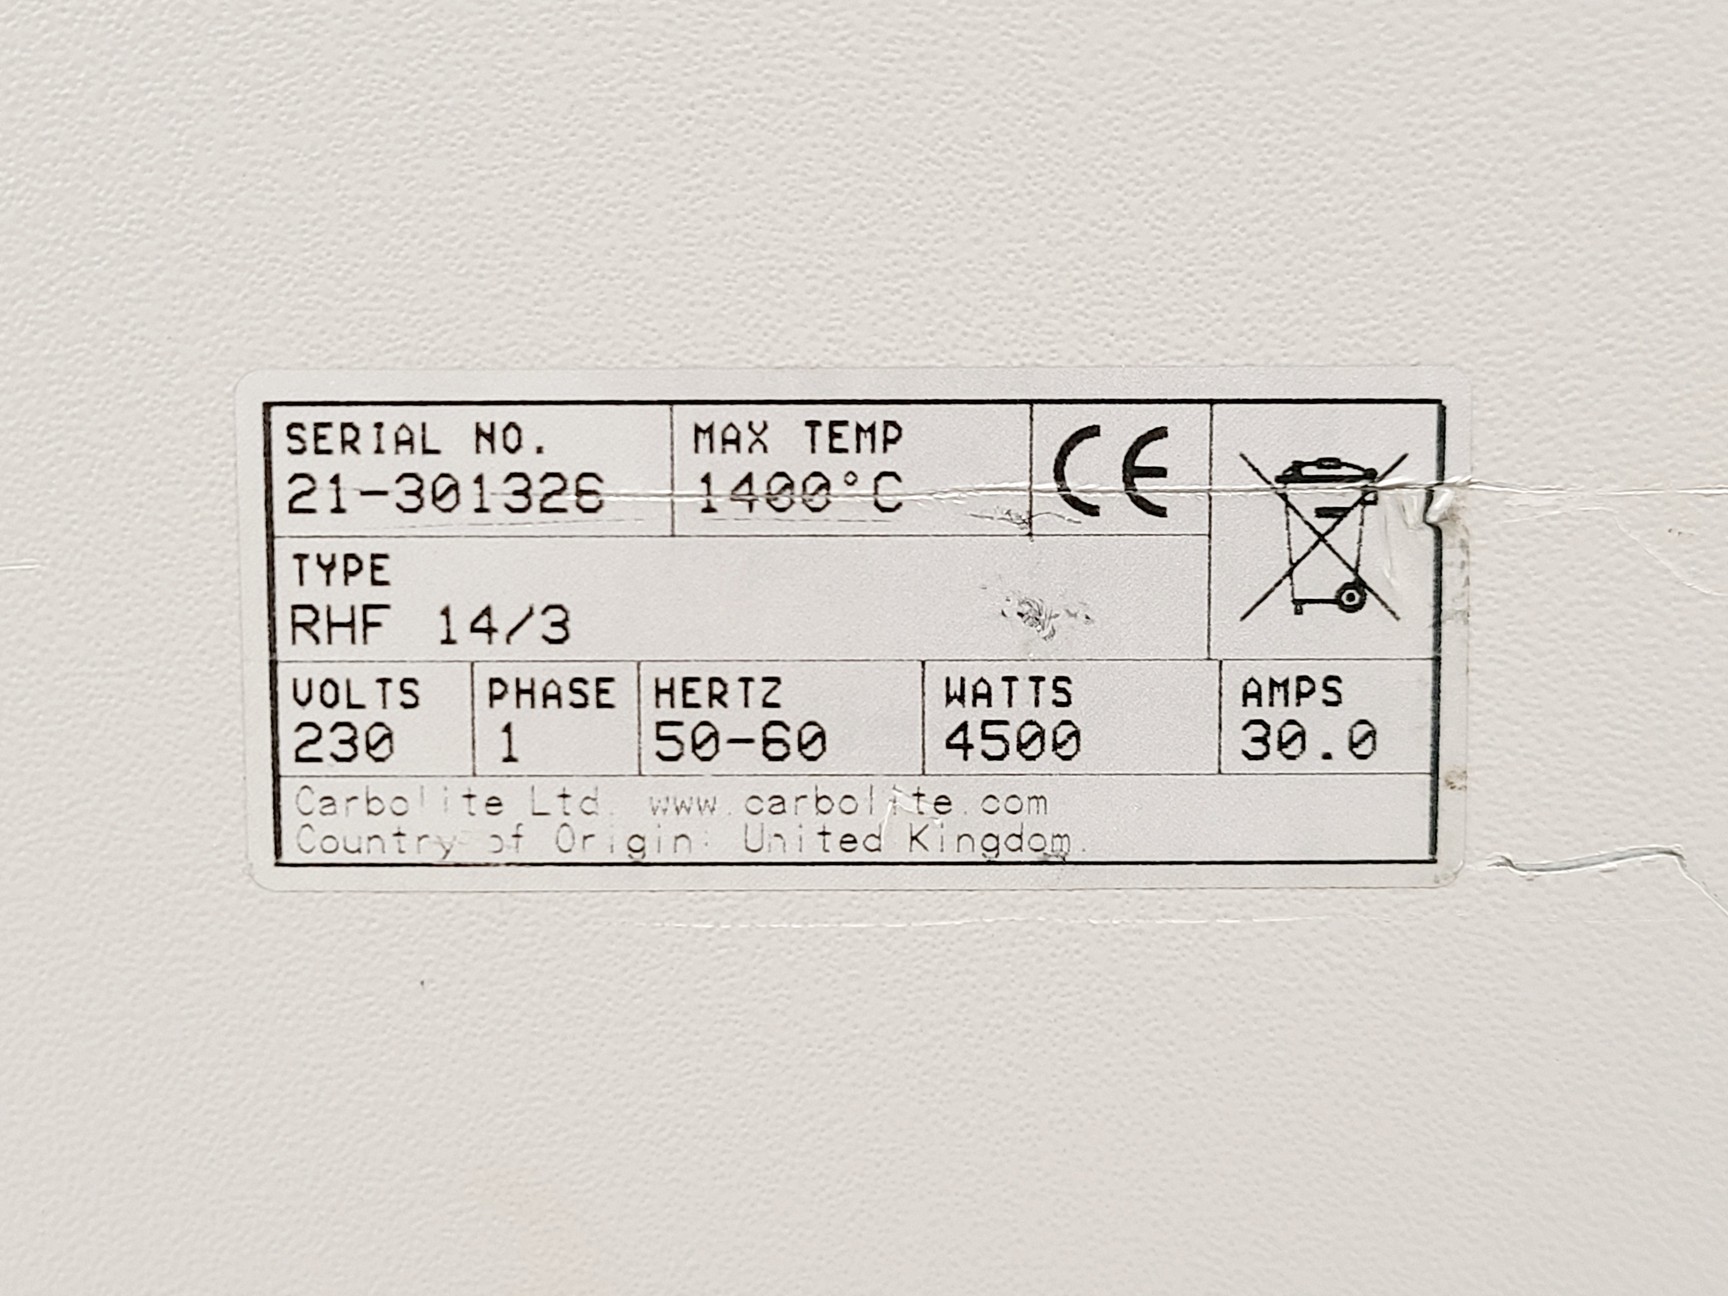 SERIAL NO.
21-301326
MAX TEMP
1400°C
CE
TYPE
RHF 14/3
VOLTS
230
PHASE
1
HERTZ
50-60
WATTS
4500
AMPS
30.0
Carbolite Ltd. www.carbolite.com
Country of Origin: United Kingdom.